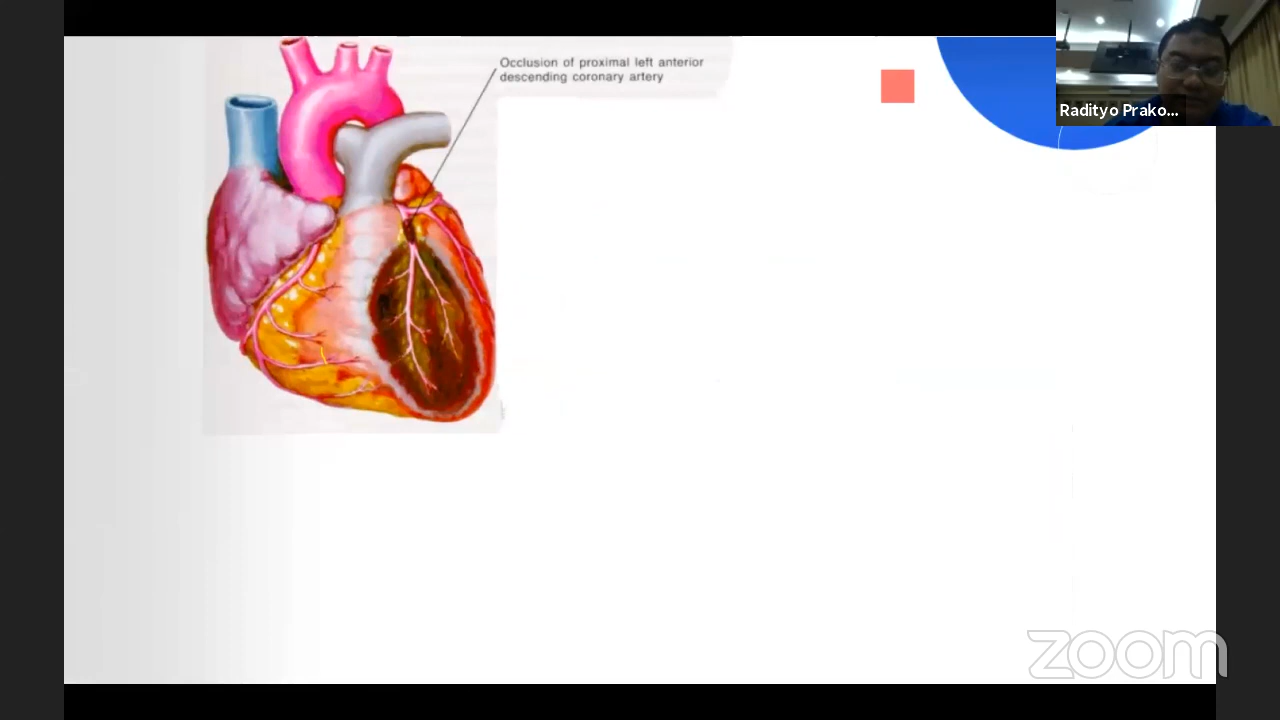 Occlusion of proximal left anterior
descending coronary artery
Radityo Prako...
zoom